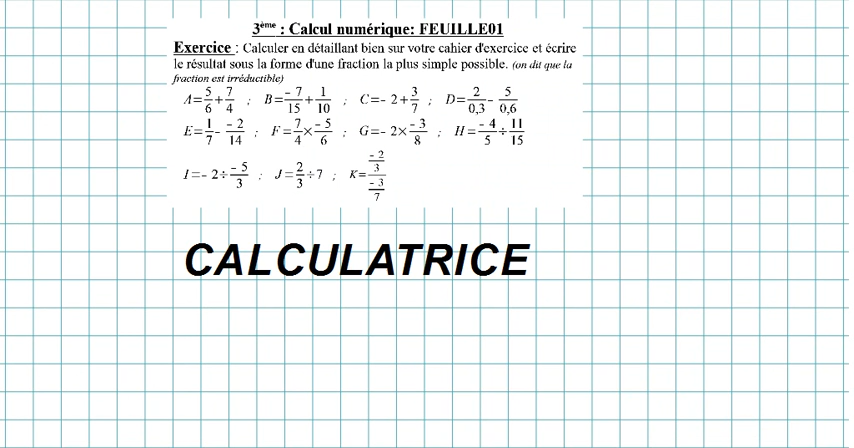 3ème : Calcul numérique: FEUILLE01
Exercice : Calculer en détaillant bien sur votre cahier d'exercice et écrire
le résultat sous la forme d'une fraction la plus simple possible. (on dit que la
fraction est irréductible)
A=5/6+7/4 ; B=-7/15+1/10 ; C=-2+3/7 ; D=2/0,3-5/0,6
E=1/7--2/14 ; F=7/4×-5/6 ; G=-2×-3/8 ; H=-4/5÷11/15
I=-2÷-5/3 ; J=2/3÷7 ; K=(-2/3)/(-3/7)
CALCULATRICE